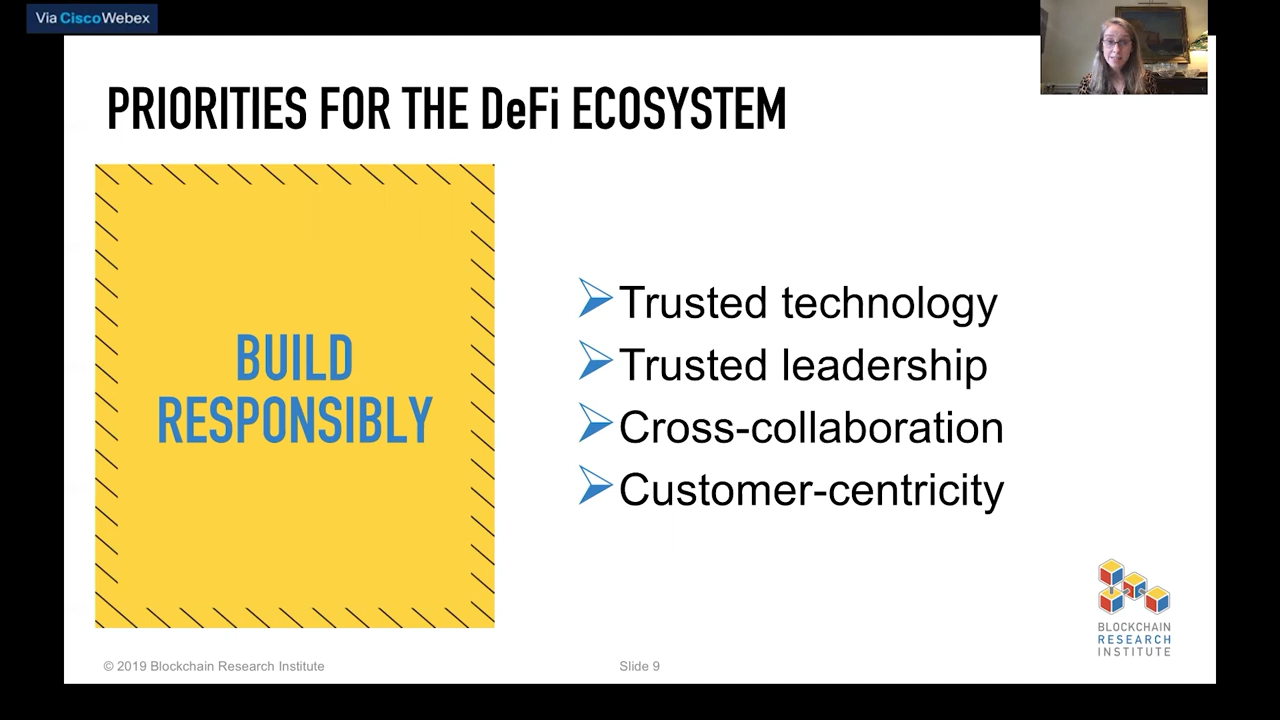 Via CiscoWebex
PRIORITIES FOR THE DeFi ECOSYSTEM
BUILD
RESPONSIBLY
Trusted technology
Trusted leadership
Cross-collaboration
Customer-centricity
BLOCKCHAIN
RESEARCH
INSTITUTE
© 2019 Blockchain Research Institute
Slide 9